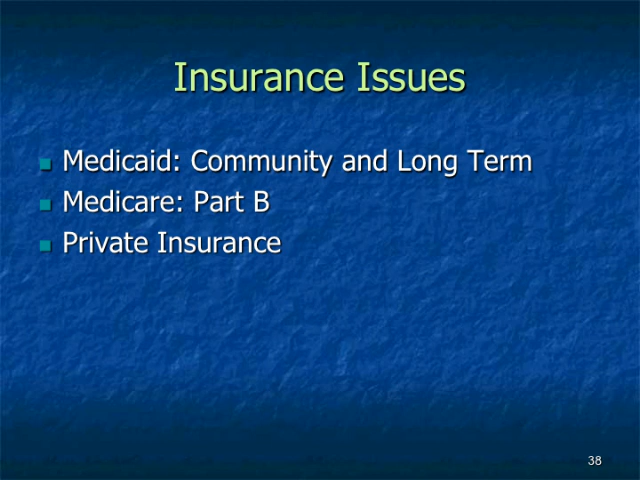 Insurance Issues
Medicaid: Community and Long Term
Medicare: Part B
Private Insurance
38